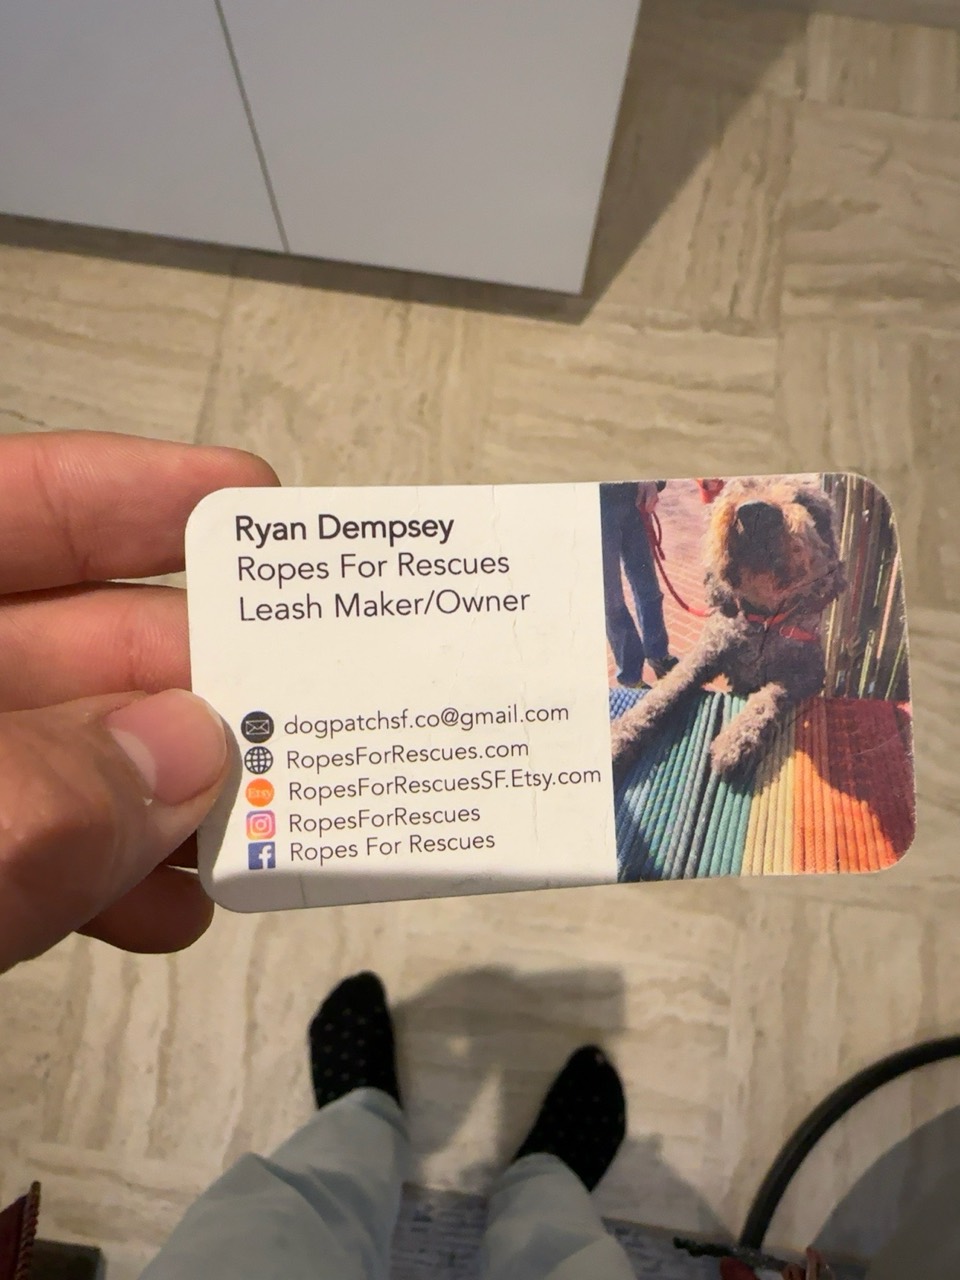 Ryan Dempsey
Ropes For Rescues
Leash Maker/Owner
dogpatchsf.co@gmail.com
RopesForRescues.com
Etsy RopesForRescuesSF.Etsy.com
RopesForRescues
f Ropes For Rescues